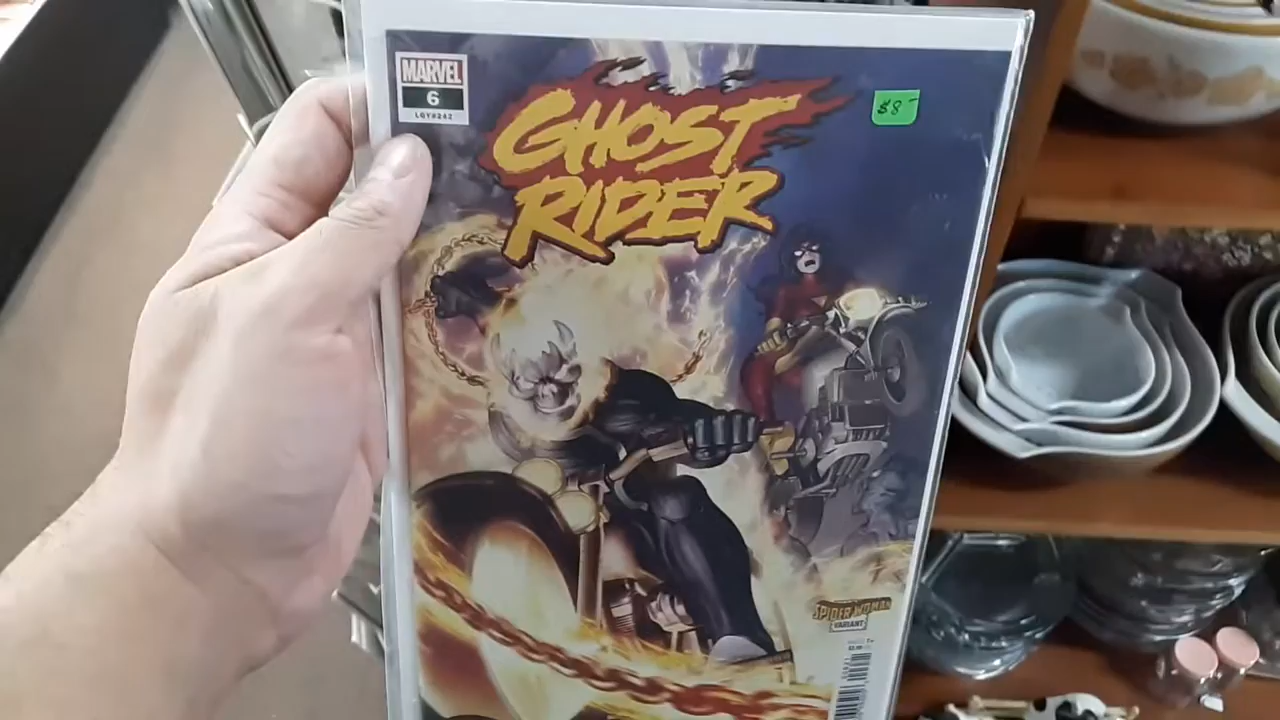 MARVEL
6
LGY#242
GHOST
RIDER
$8-
SPIDER-WOMAN
VARIANT